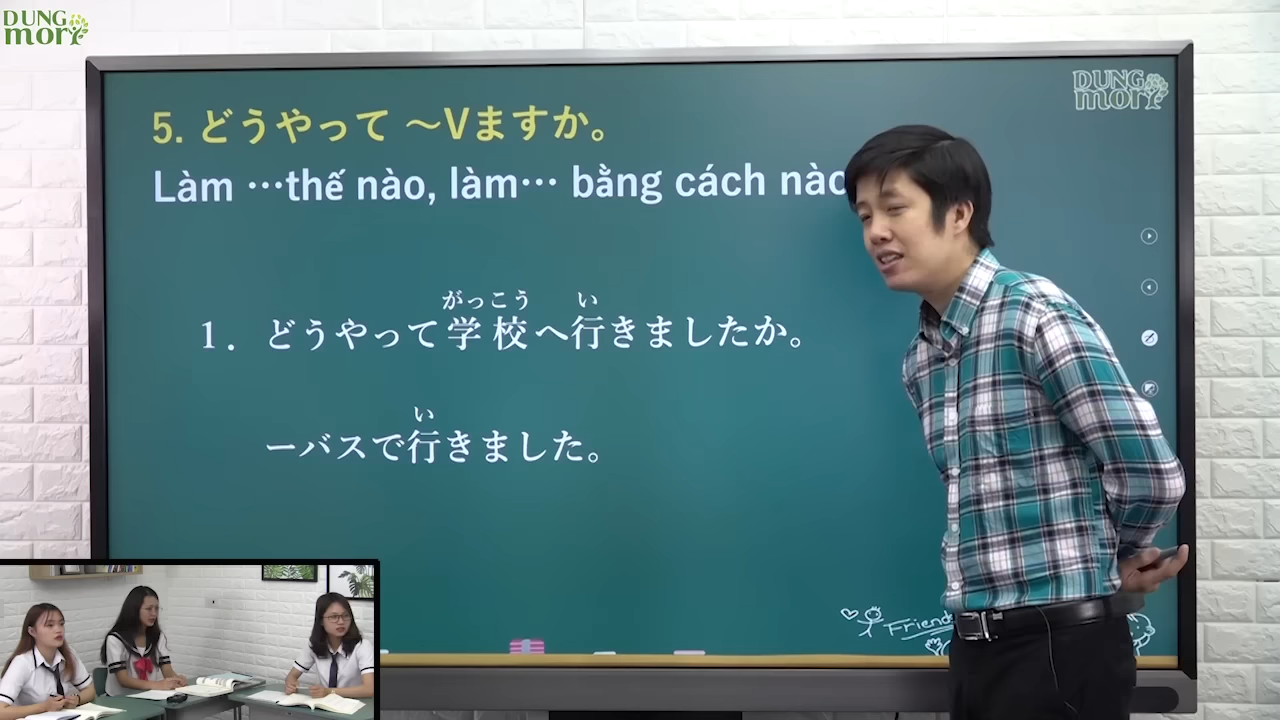 DUNG
mori
DUNG
mori
5. どうやって ～Vますか。
Làm …thế nào, làm… bằng cách nào
がっこう い
1. どうやって学校へ行きましたか。
い
ーバスで行きました。
Friend